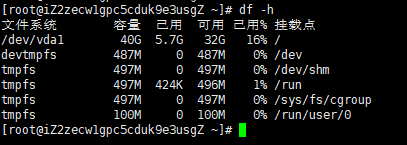 [root@iZ2zecw1gpc5cduk9e3usgZ ~]# df -h
文件系统 容量 已用 可用 已用% 挂载点
/dev/vda1 40G 5.7G 32G 16% /
devtmpfs 487M 0 487M 0% /dev
tmpfs 497M 0 497M 0% /dev/shm
tmpfs 497M 424K 496M 1% /run
tmpfs 497M 0 497M 0% /sys/fs/cgroup
tmpfs 100M 0 100M 0% /run/user/0
[root@iZ2zecw1gpc5cduk9e3usgZ ~]#